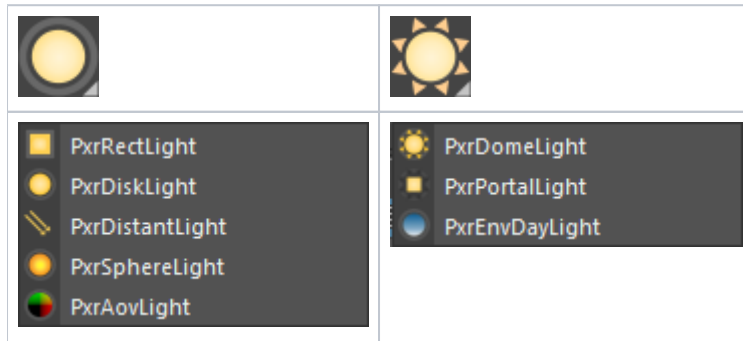 PxrRectLight
PxrDiskLight
PxrDistantLight
PxrSphereLight
PxrAovLight
PxrDomeLight
PxrPortalLight
PxrEnvDayLight